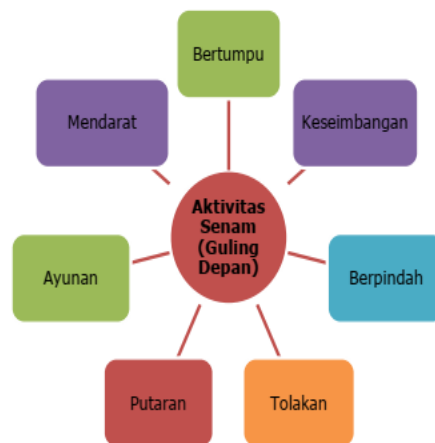 Bertumpu
Mendarat
Keseimbangan
Aktivitas
Senam
(Guling
Depan)
Ayunan
Berpindah
Putaran
Tolakan